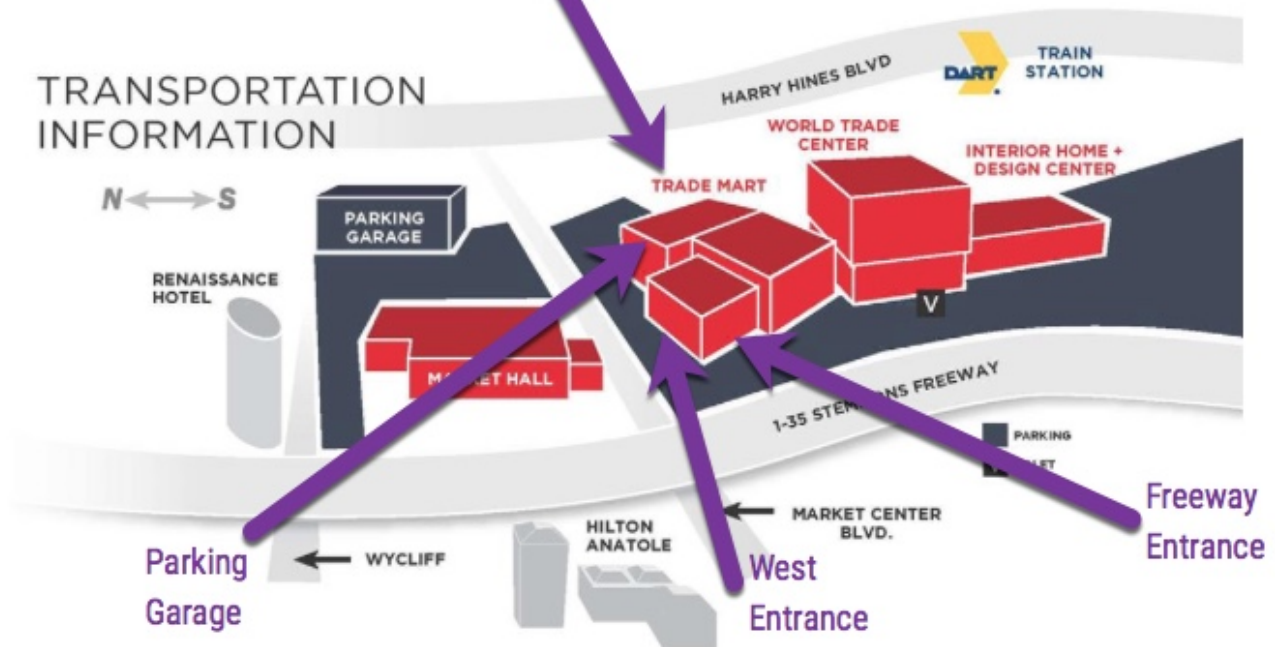 TRANSPORTATION
INFORMATION
N
S
HARRY HINES BLVD
DART
TRAIN
STATION
WORLD TRADE
CENTER
INTERIOR HOME +
DESIGN CENTER
TRADE MART
PARKING
GARAGE
RENAISSANCE
HOTEL
V
HALL
1-35
FREEWAY
PARKING
Freeway
Entrance
MARKET CENTER
BLVD.
HILTON
ANATOLE
WYCLIFF
Parking
Garage
West
Entrance